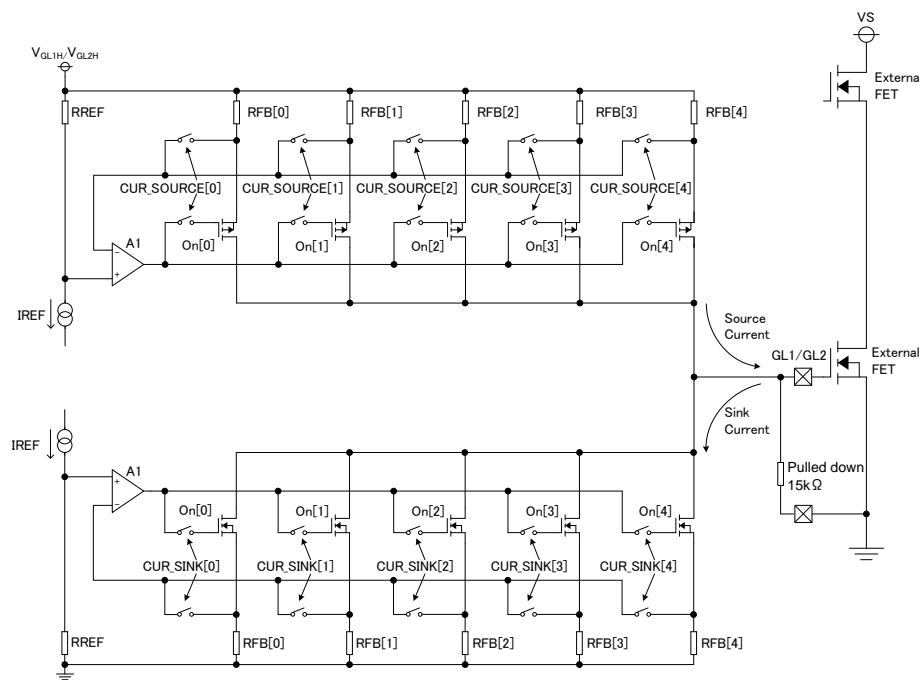 VS
V_GL1H/V_GL2H
External
FET
RREF
RFB[0]
RFB[1]
RFB[2]
RFB[3]
RFB[4]
CUR_SOURCE[0]
CUR_SOURCE[1]
CUR_SOURCE[2]
CUR_SOURCE[3]
CUR_SOURCE[4]
A1
−
+
On[0]
On[1]
On[2]
On[3]
On[4]
IREF
Source
Current
GL1/GL2
External
FET
Sink
Current
IREF
A1
+
−
Pulled down
15kΩ
On[0]
On[1]
On[2]
On[3]
On[4]
CUR_SINK[0]
CUR_SINK[1]
CUR_SINK[2]
CUR_SINK[3]
CUR_SINK[4]
RREF
RFB[0]
RFB[1]
RFB[2]
RFB[3]
RFB[4]